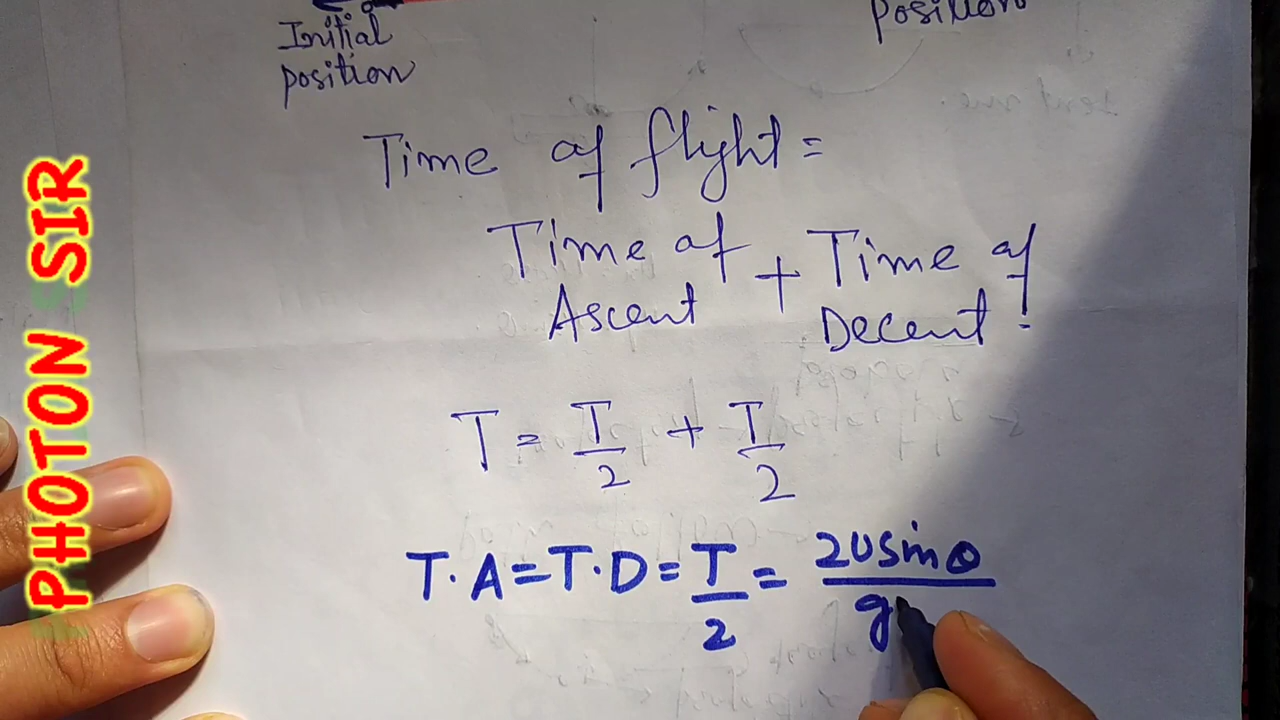 Initial
position
position
Time of flight =
Time of + Time of
Ascent Decent.
T = T/2 + T/2
T.A = T.D = T/2 = 2usinθ/g
PHOTON SIR